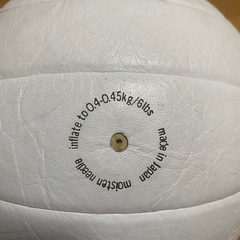 inflate to 0.4-0.45kg/6lbs
made in Japan
moisten needle